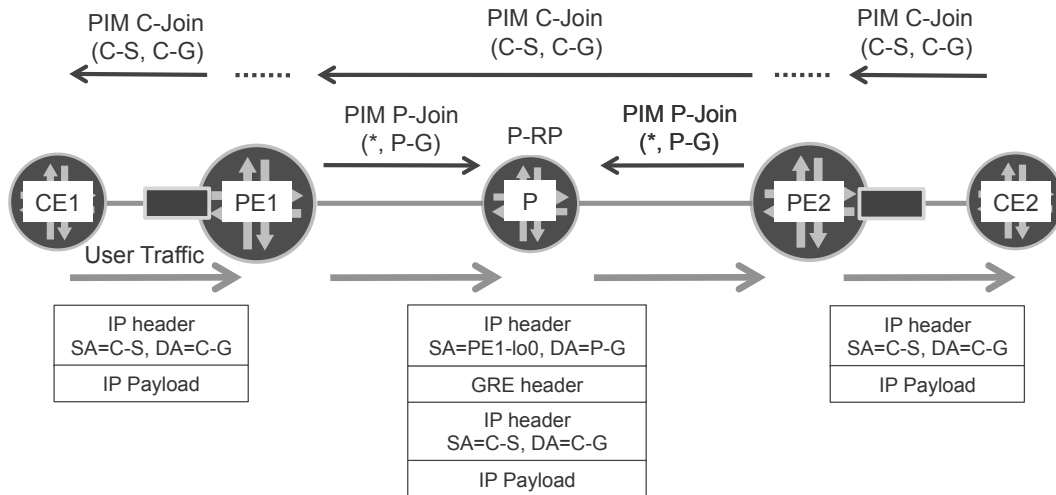 PIM C-Join
(C-S, C-G)
PIM C-Join
(C-S, C-G)
PIM C-Join
(C-S, C-G)
PIM P-Join
(*, P-G)
P-RP
PIM P-Join
(*, P-G)
CE1
PE1
P
PE2
CE2
User Traffic
IP header
SA=C-S, DA=C-G
IP Payload
IP header
SA=PE1-lo0, DA=P-G
GRE header
IP header
SA=C-S, DA=C-G
IP Payload
IP header
SA=C-S, DA=C-G
IP Payload